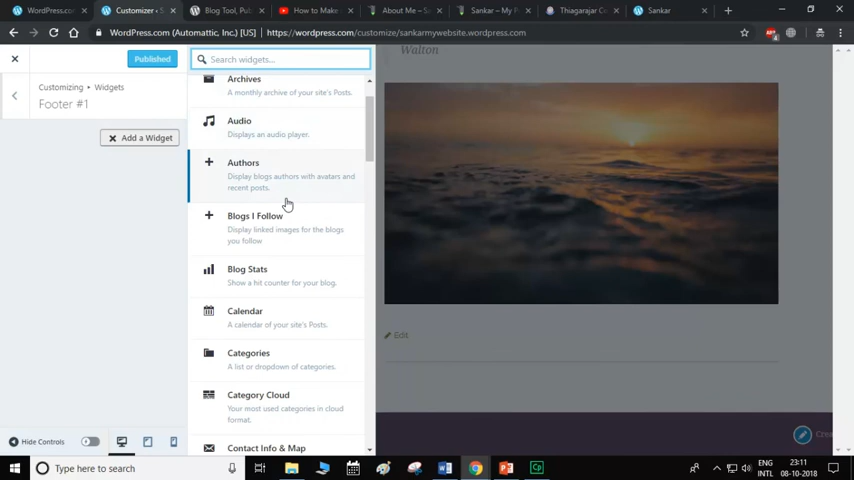 WordPress.co
Customizer
Blog Tool, Pub
How to Make
About Me – Sa
Sankar – My P
Thiagarajar C
Sankar
WordPress.com (Automattic, Inc.) [US]
https://wordpress.com/customize/sankarmywebsite.wordpress.com
Published
Search widgets...
Walton
Customizing • Widgets
Footer #1
Add a Widget
Archives
A monthly archive of your site's Posts.
Audio
Displays an audio player.
Authors
Display blogs authors with avatars and
recent posts.
Blogs I Follow
Display linked images for the blogs
you follow
Blog Stats
Show a hit counter for your blog.
Calendar
A calendar of your site's Posts.
Categories
A list or dropdown of categories.
Category Cloud
Your most used categories in cloud
format.
Contact Info & Map
Edit
Hide Controls
Type here to search
ENG
INTL
23:11
08-10-2018